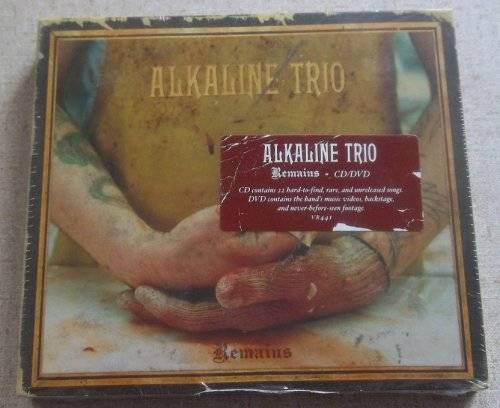 ALKALINE TRIO
ALKALINE TRIO
Remains - CD/DVD
CD contains 22 hard-to-find, rare, and unreleased songs.
DVD contains the band's music videos, backstage,
and never-before-seen footage.
VR441
Remains